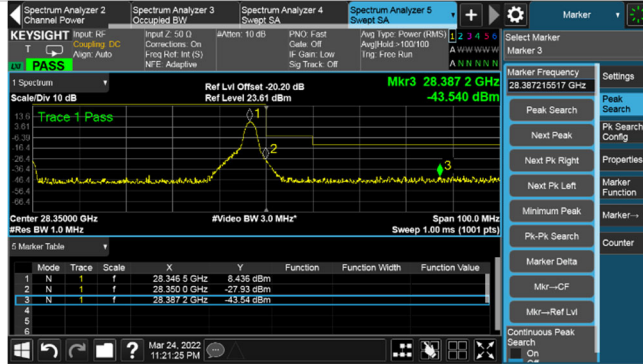 Spectrum Analyzer 2
Channel Power
Spectrum Analyzer 3
Occupied BW
Spectrum Analyzer 4
Swept SA
Spectrum Analyzer 5
Swept SA
Marker
KEYSIGHT
Input: RF
Coupling: DC
Align: Auto
Input Z: 50 Ω
Corrections: On
Freq Ref: Int (S)
NFE: Adaptive
#Atten: 10 dB
PNO: Fast
Gate: Off
IF Gain: Low
Sig Track: Off
Avg Type: Power (RMS)
Avg|Hold:>100/100
Trig: Free Run
1 2 3 4 5 6
A W W W W W
A N N N N N
PASS
Select Marker
Marker 3
1 Spectrum
Scale/Div 10 dB
Ref Lvl Offset -20.20 dB
Ref Level 23.61 dBm
Mkr3 28.387 2 GHz
-43.540 dBm
Trace 1 Pass
13.6
3.61
-6.39
-16.4
-26.4
-36.4
-46.4
-56.4
-66.4
1
2
3
Center 28.35000 GHz
#Res BW 1.0 MHz
#Video BW 3.0 MHz*
Span 100.0 MHz
Sweep 1.00 ms (1001 pts)
5 Marker Table
Mode Trace Scale X Y Function Function Width Function Value
1 N 1 f 28.346 5 GHz 8.436 dBm
2 N 1 f 28.350 0 GHz -27.93 dBm
3 N 1 f 28.387 2 GHz -43.54 dBm
4
5
6
Mar 24, 2022
11:21:25 PM
Marker Frequency
28.387215517 GHz
Peak Search
Next Peak
Next Pk Right
Next Pk Left
Minimum Peak
Pk-Pk Search
Marker Delta
Mkr→CF
Mkr→Ref Lvl
Continuous Peak
Search
On
Off
Settings
Peak
Search
Pk Search
Config
Properties
Marker
Function
Marker→
Counter